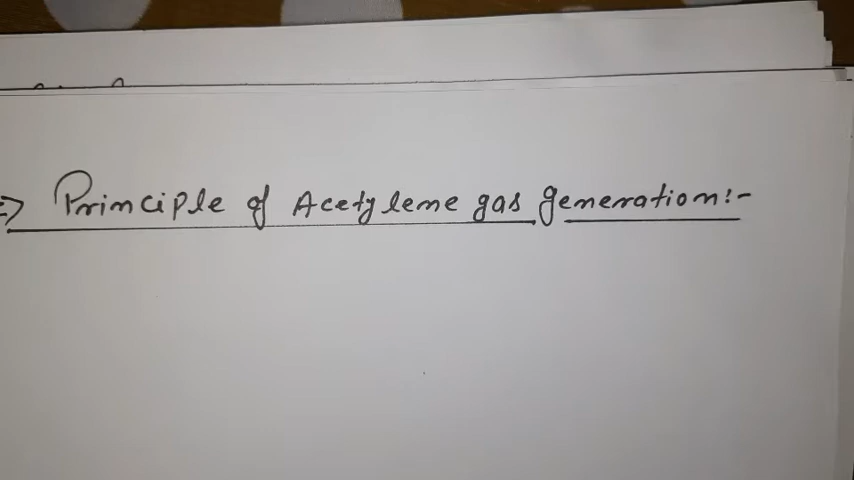 => Principle of Acetylene gas generation:-